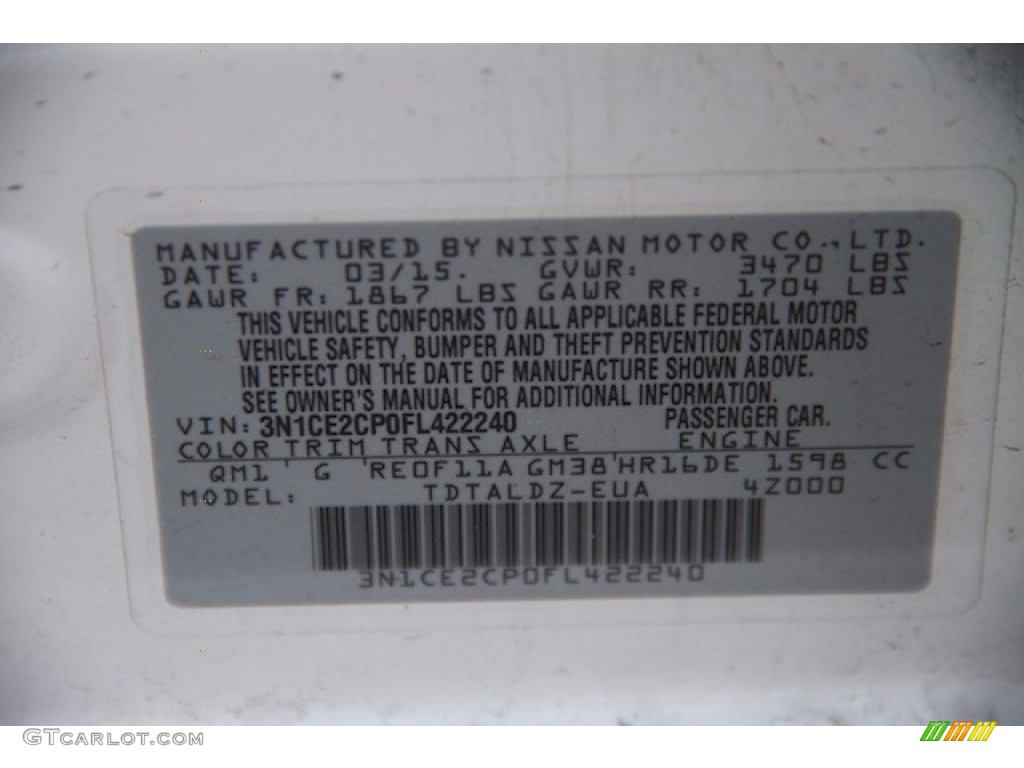 MANUFACTURED BY NISSAN MOTOR CO., LTD.
DATE: 03/15. GVWR: 3470 LBS
GAWR FR: 1867 LBS GAWR RR: 1704 LBS
THIS VEHICLE CONFORMS TO ALL APPLICABLE FEDERAL MOTOR
VEHICLE SAFETY, BUMPER AND THEFT PREVENTION STANDARDS
IN EFFECT ON THE DATE OF MANUFACTURE SHOWN ABOVE.
SEE OWNER'S MANUAL FOR ADDITIONAL INFORMATION.
VIN: 3N1CE2CP0FL422240 PASSENGER CAR.
COLOR TRIM TRANS AXLE ENGINE
QM1 ' G 'RE0F11A GM38'HR16DE 1598 CC
MODEL: TDTALDZ-EUA 4Z000
3N1CE2CP0FL422240
GTCARLOT.COM